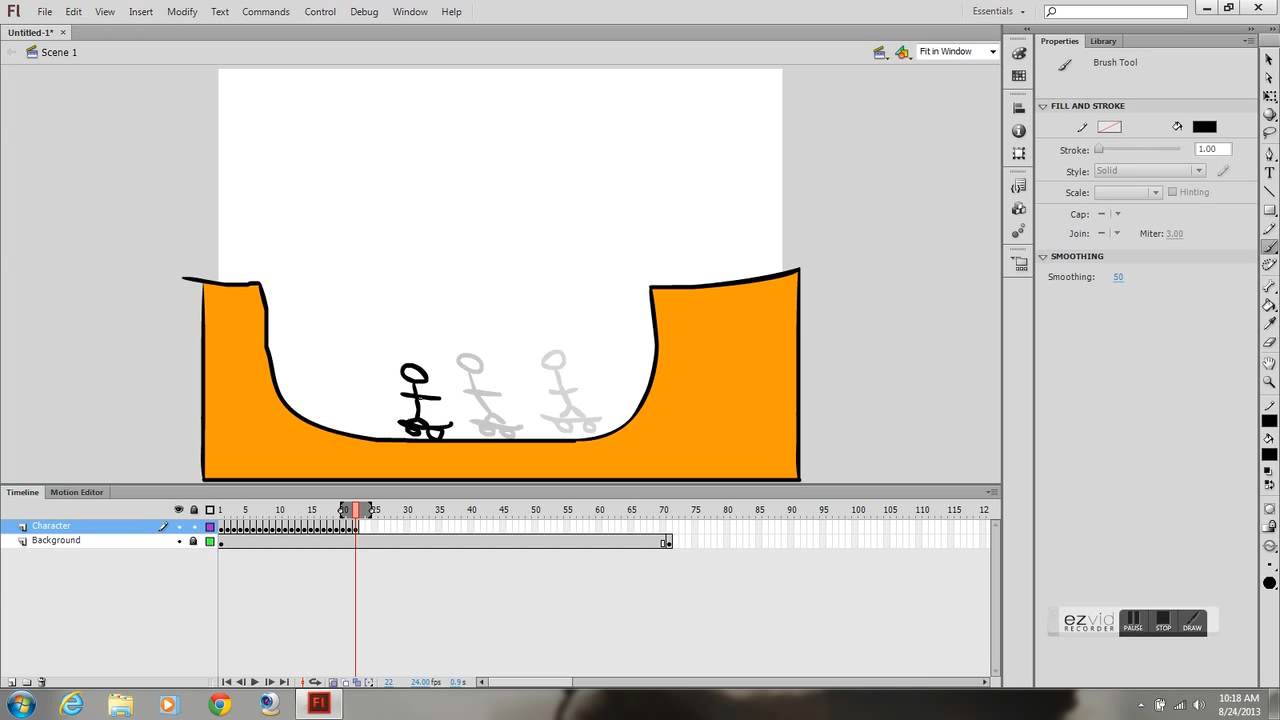 Fl File Edit View Insert Modify Text Commands Control Debug Window Help Essentials
Untitled-1*
Scene 1 Fit in Window
Properties Library
Brush Tool
FILL AND STROKE
Stroke: 1.00
Style: Solid
Scale: Hinting
Cap:
Join: Miter: 3.00
SMOOTHING
Smoothing: 50
Timeline Motion Editor
1 5 10 15 20 25 30 35 40 45 50 55 60 65 70 75 80 85 90 95 100 105 110 115 12
Character
Background
22 24.00 fps 0.9 s
ezvid
RECORDER
PAUSE STOP DRAW
Fl
10:18 AM
8/24/2013